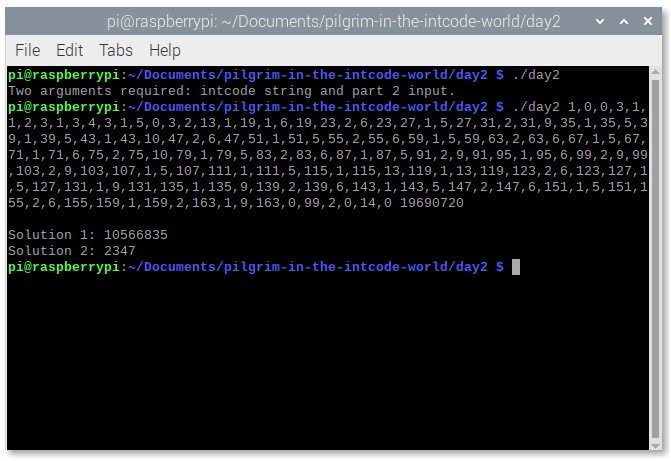 pi@raspberrypi: ~/Documents/pilgrim-in-the-intcode-world/day2
File Edit Tabs Help
pi@raspberrypi:~/Documents/pilgrim-in-the-intcode-world/day2 $ ./day2
Two arguments required: intcode string and part 2 input.
pi@raspberrypi:~/Documents/pilgrim-in-the-intcode-world/day2 $ ./day2 1,0,0,3,1,
1,2,3,1,3,4,3,1,5,0,3,2,13,1,19,1,6,19,23,2,6,23,27,1,5,27,31,2,31,9,35,1,35,5,3
9,1,39,5,43,1,43,10,47,2,6,47,51,1,51,5,55,2,55,6,59,1,5,59,63,2,63,6,67,1,5,67,
71,1,71,6,75,2,75,10,79,1,79,5,83,2,83,6,87,1,87,5,91,2,9,91,95,1,95,6,99,2,9,99
,103,2,9,103,107,1,5,107,111,1,111,5,115,1,115,13,119,1,13,119,123,2,6,123,127,1
,5,127,131,1,9,131,135,1,135,9,139,2,139,6,143,1,143,5,147,2,147,6,151,1,5,151,1
55,2,6,155,159,1,159,2,163,1,9,163,0,99,2,0,14,0 19690720
Solution 1: 10566835
Solution 2: 2347
pi@raspberrypi:~/Documents/pilgrim-in-the-intcode-world/day2 $